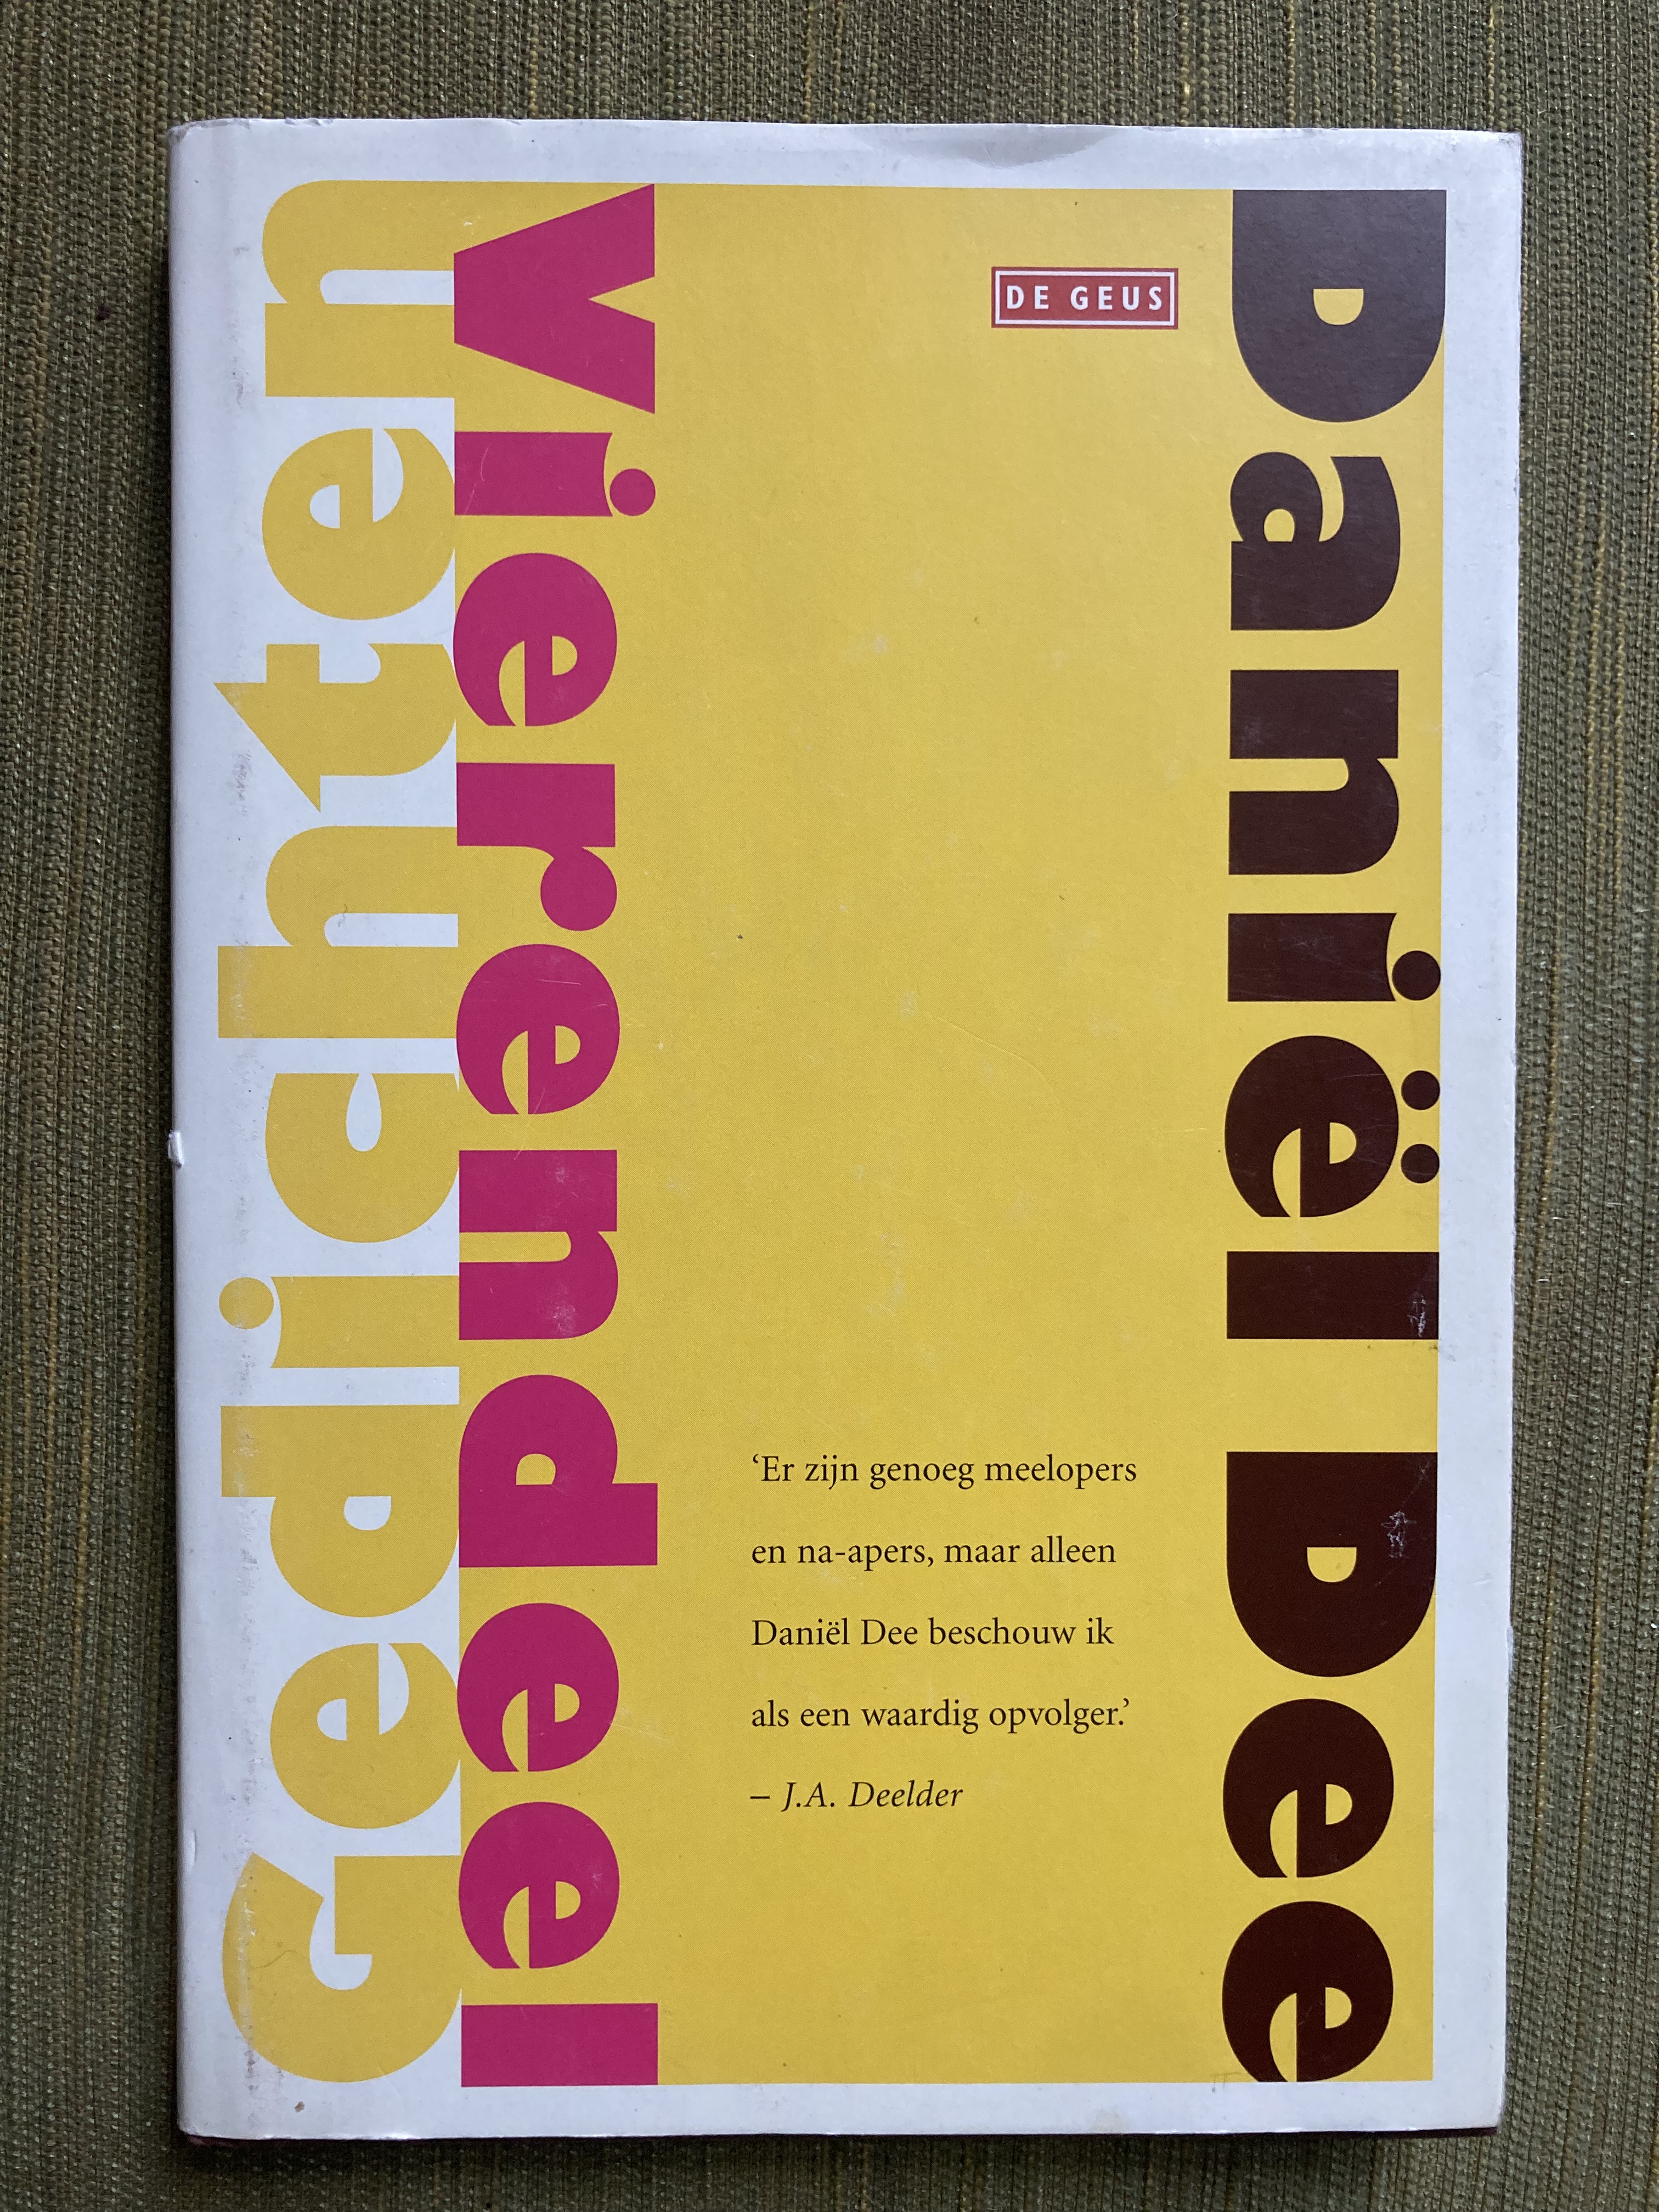 Gedichten
Vierendeel
DE GEUS
Daniël Dee
‘Er zijn genoeg meelopers
en na-apers, maar alleen
Daniël Dee beschouw ik
als een waardig opvolger.’
– J.A. Deelder